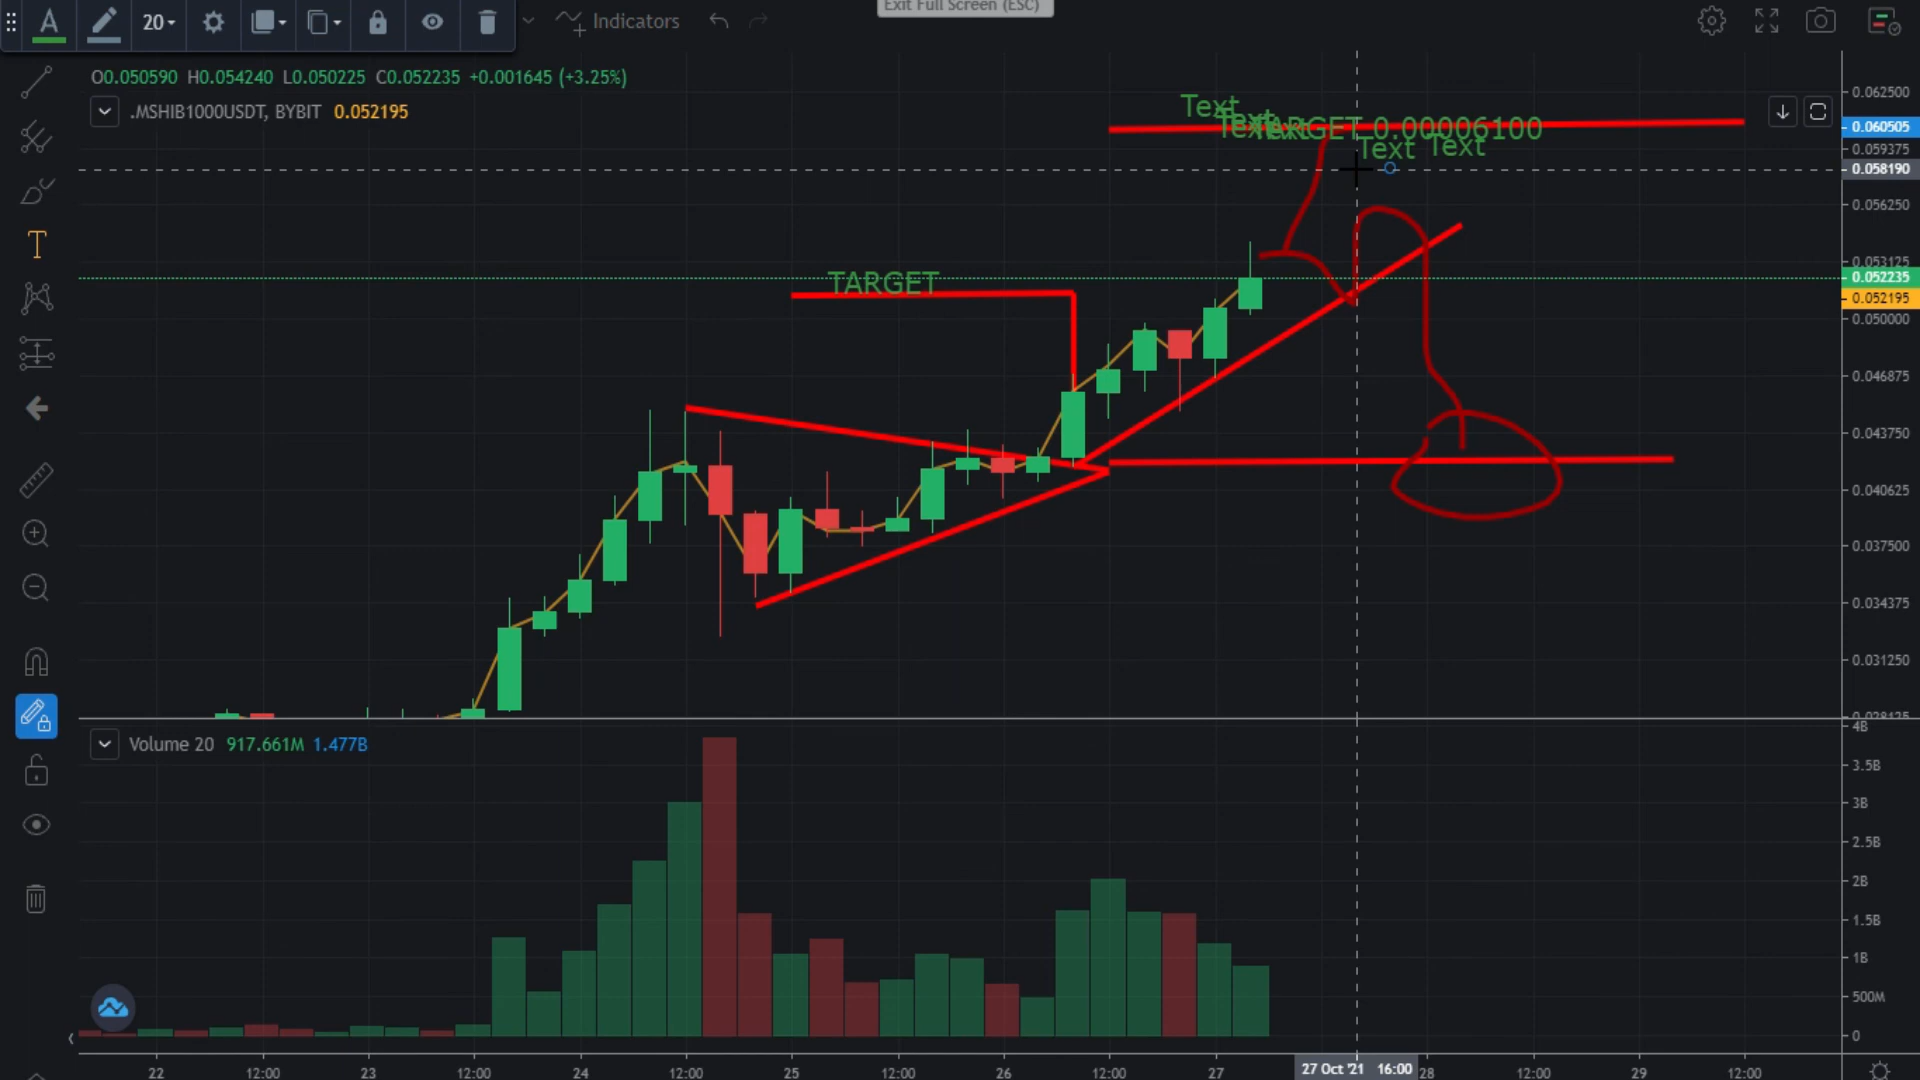 Exit Full Screen (ESC)
A 20 Indicators
O0.050590 H0.054240 L0.050225 C0.052235 +0.001645 (+3.25%)
.MSHIB1000USDT, BYBIT 0.052195
Text
Text
Text
TARGET 0.00006100
Text
Text
TARGET
0.062500
0.060505
0.059375
0.058190
0.056250
0.053125
0.052235
0.052195
0.050000
0.046875
0.043750
0.040625
0.037500
0.034375
0.031250
0.028125
Volume 20 917.661M 1.477B
4B
3.5B
3B
2.5B
2B
1.5B
1B
500M
0
22 12:00 23 12:00 24 12:00 25 12:00 26 12:00 27 27 Oct '21 16:00 28 12:00 29 12:00